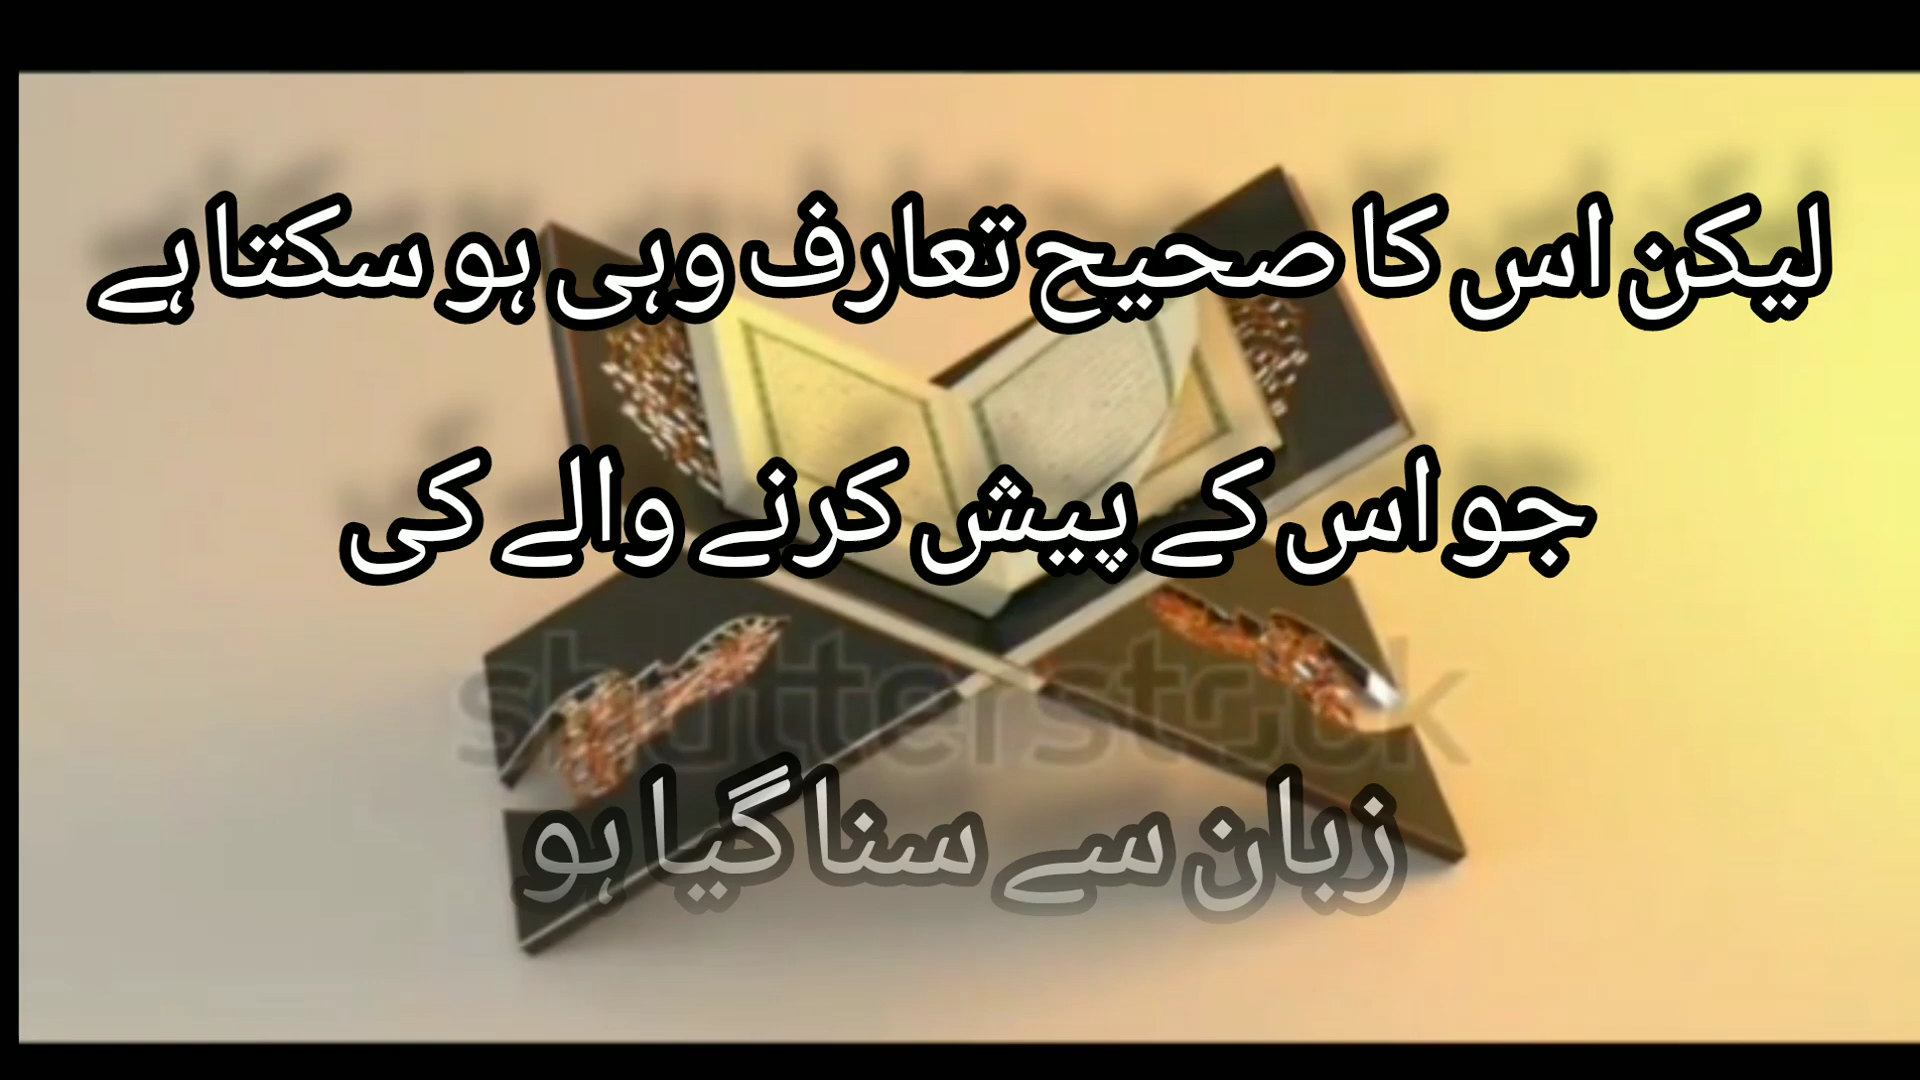 لیکن اس کا صحیح تعارف وہی ہو سکتا ہے
جو اس کے پیش کرنے والے کی
shutterstock
زبان سے سنا گیا ہو